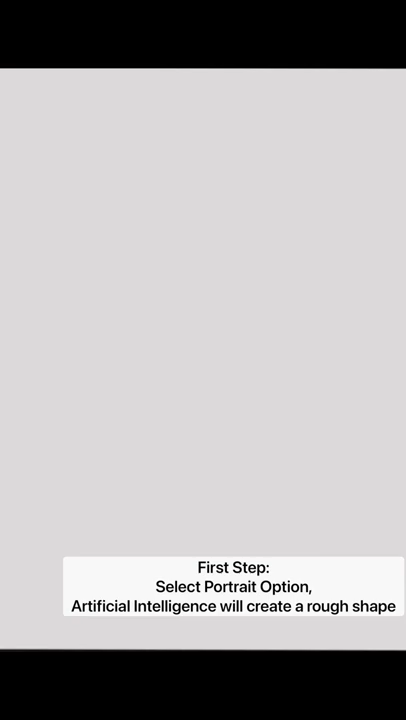 First Step:
Select Portrait Option,
Artificial Intelligence will create a rough shape